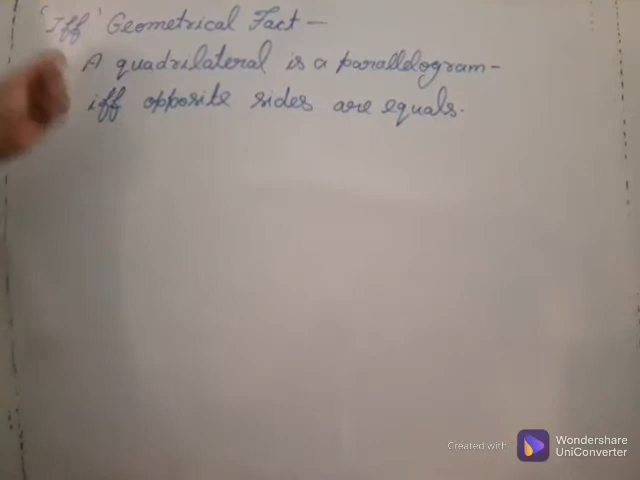 'Iff' Geometrical Fact —
A quadrilateral is a parallelogram -
iff opposite sides are equals.
Created with
Wondershare
UniConverter